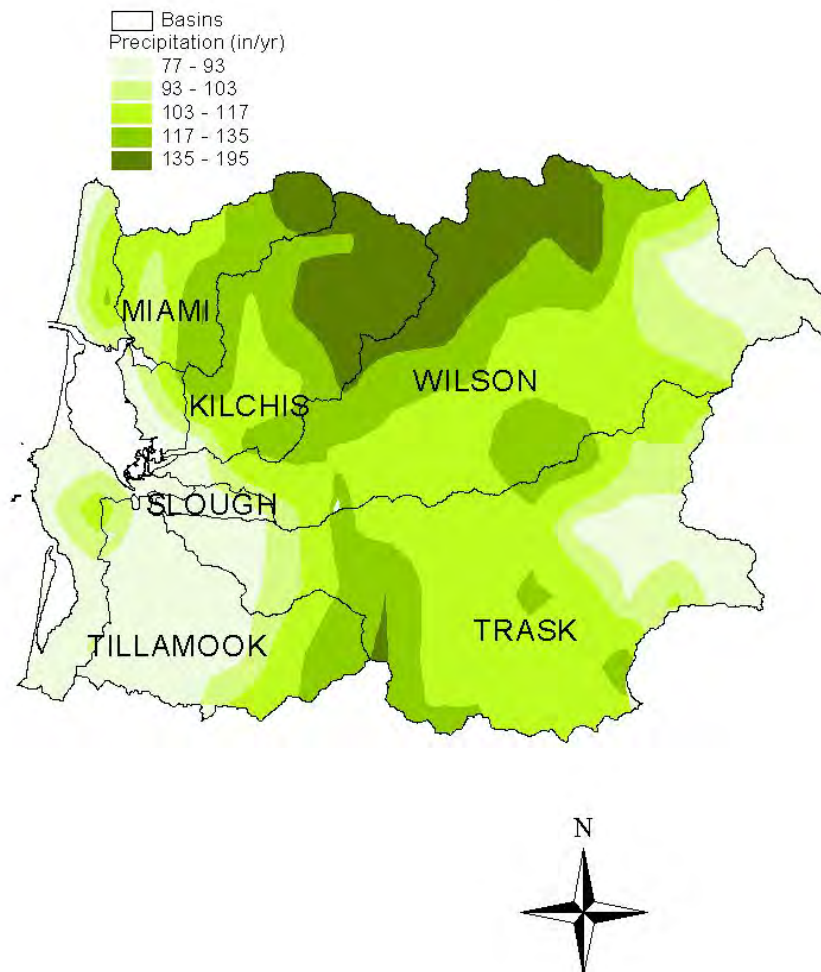 Basins
Precipitation (in/yr)
77 - 93
93 - 103
103 - 117
117 - 135
135 - 195
MIAMI
WILSON
KILCHIS
SLOUGH
TRASK
TILLAMOOK
N